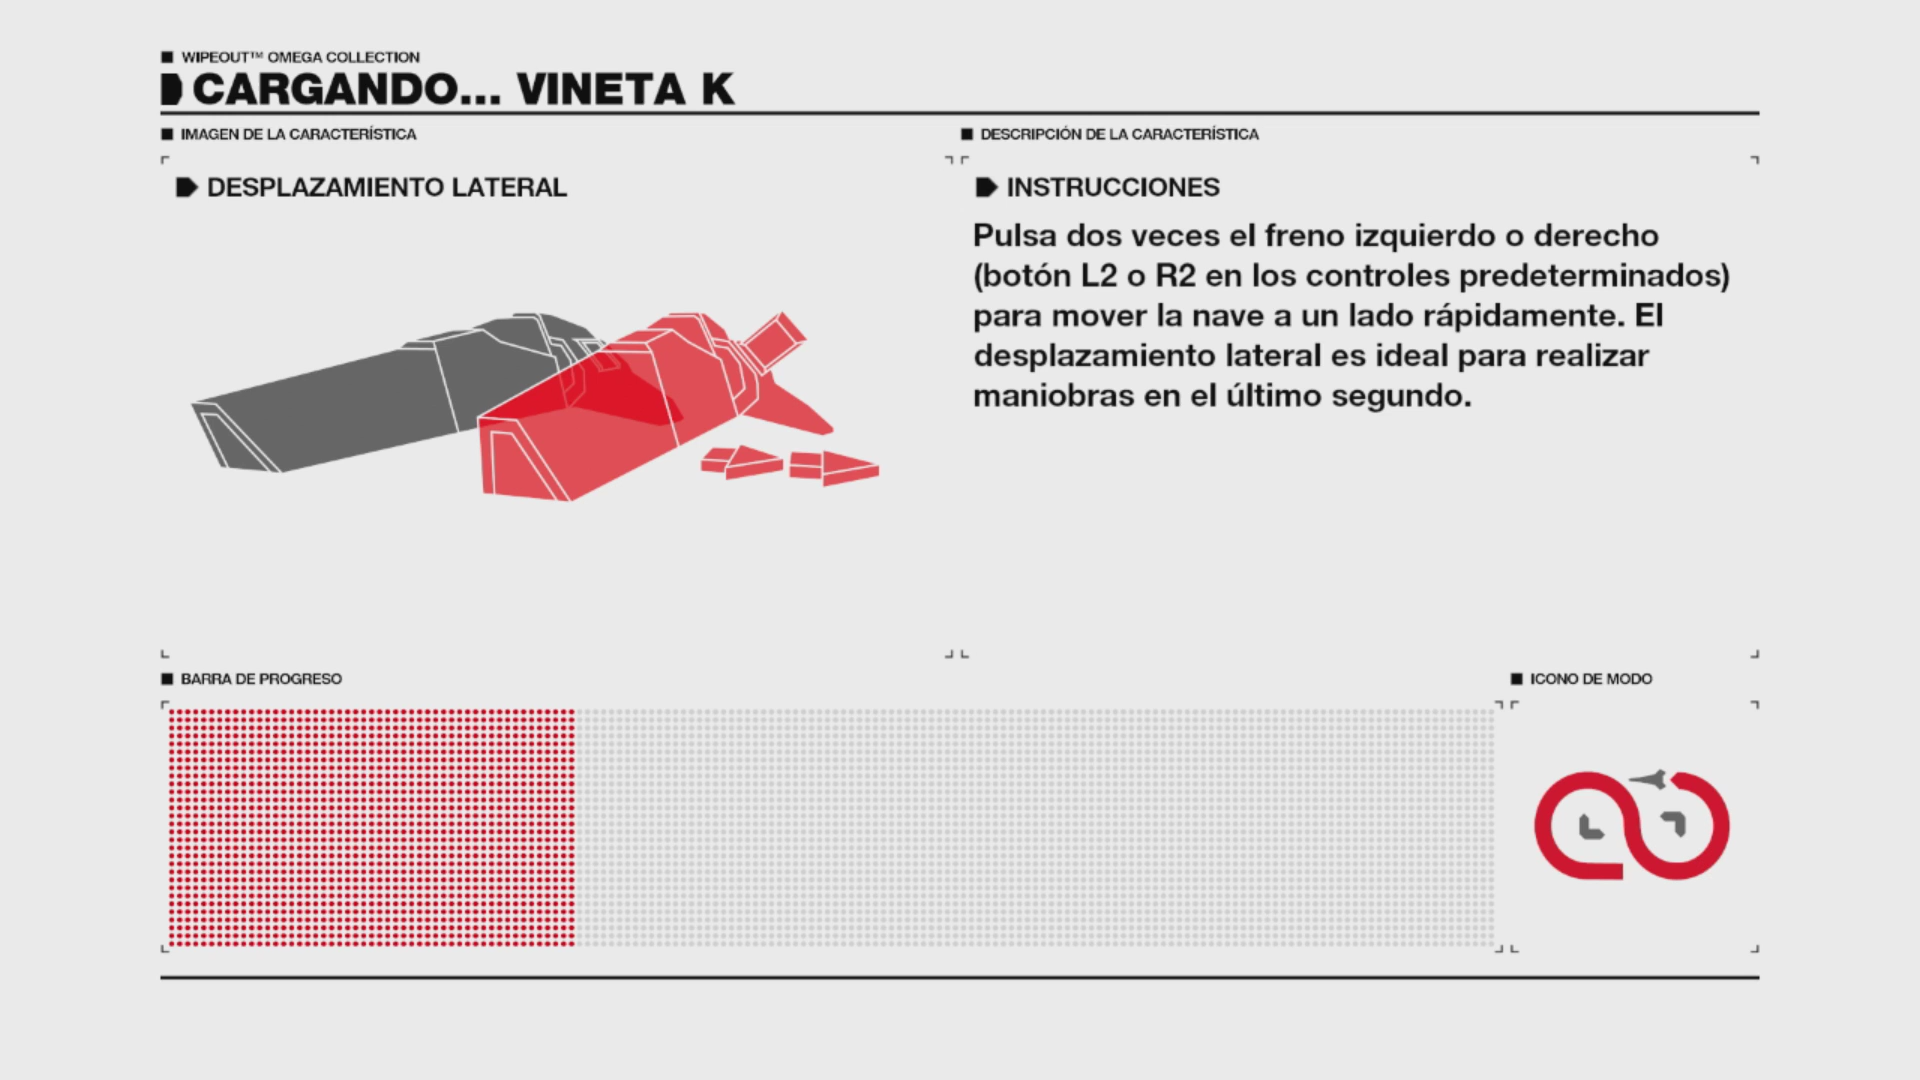 WIPEOUT™ OMEGA COLLECTION
CARGANDO... VINETA K
IMAGEN DE LA CARACTERÍSTICA
DESPLAZAMIENTO LATERAL
DESCRIPCIÓN DE LA CARACTERÍSTICA
INSTRUCCIONES
Pulsa dos veces el freno izquierdo o derecho
(botón L2 o R2 en los controles predeterminados)
para mover la nave a un lado rápidamente. El
desplazamiento lateral es ideal para realizar
maniobras en el último segundo.
BARRA DE PROGRESO
ICONO DE MODO